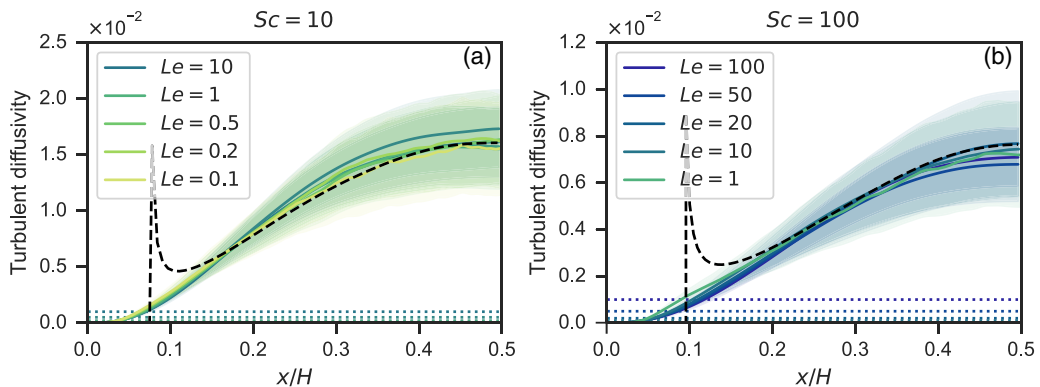 ×10⁻²
Sc = 10
(a)
Turbulent diffusivity
2.5
2.0
1.5
1.0
0.5
0.0
Le = 10
Le = 1
Le = 0.5
Le = 0.2
Le = 0.1
0.0 0.1 0.2 0.3 0.4 0.5
x/H
×10⁻²
Sc = 100
(b)
Turbulent diffusivity
1.2
1.0
0.8
0.6
0.4
0.2
0.0
Le = 100
Le = 50
Le = 20
Le = 10
Le = 1
0.0 0.1 0.2 0.3 0.4 0.5
x/H